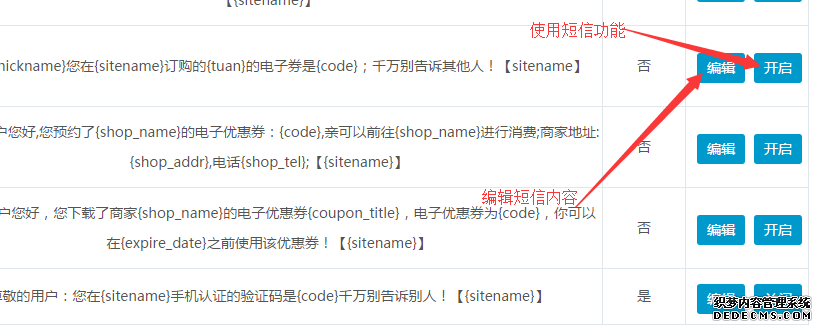 【{sitename}】
使用短信功能
nickname}您在{sitename}订购的{tuan}的电子券是{code}；千万别告诉其他人！【sitename】 否 编辑 开启
户您好,您预约了{shop_name}的电子优惠券：{code},亲可以前往{shop_name}进行消费;商家地址:
{shop_addr},电话{shop_tel};【{sitename}】 否 编辑 开启
编辑短信内容
户您好，您下载了商家{shop_name}的电子优惠券{coupon_title}，电子优惠券为{code}，你可以
在{expire_date}之前使用该优惠券！【{sitename}】 否 编辑 开启
尊敬的用户：您在{sitename}手机认证的验证码是{code}千万别告诉别人！【{sitename}】 是 编辑 关闭
织梦内容管理系统
DEDECMS.COM